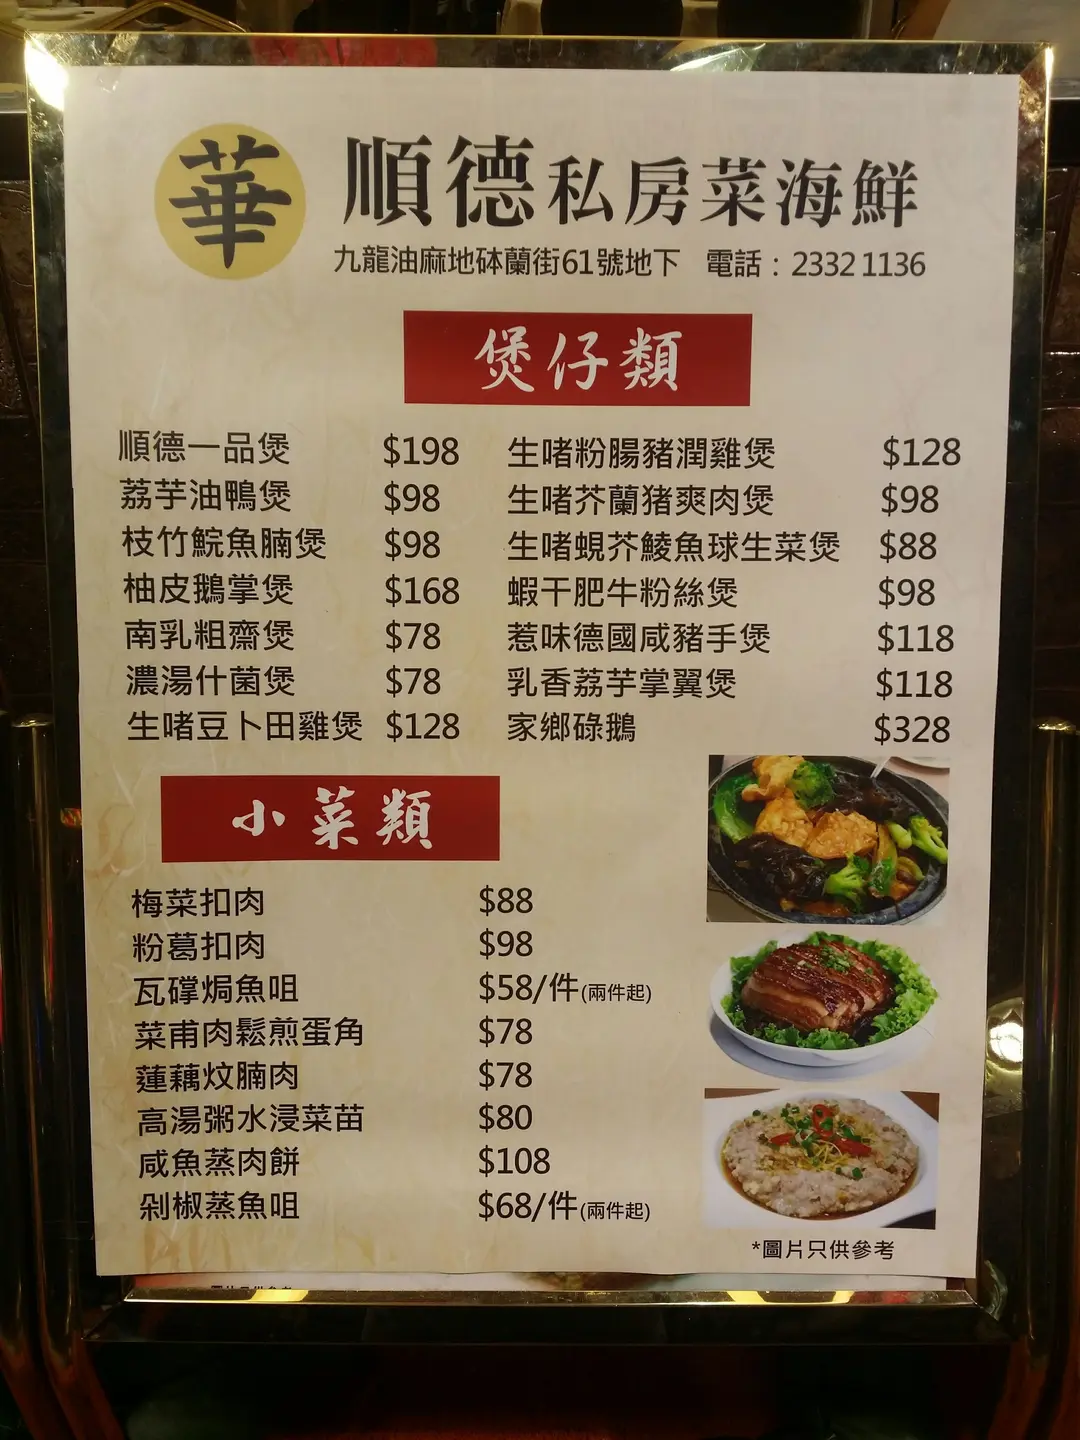 華
順德私房菜海鮮
九龍油麻地砵蘭街61號地下 電話：2332 1136
煲仔類
順德一品煲 $198
荔芋油鴨煲 $98
枝竹鯇魚腩煲 $98
柚皮鵝掌煲 $168
南乳粗齋煲 $78
濃湯什菌煲 $78
生啫豆卜田雞煲 $128
生啫粉腸豬潤雞煲 $128
生啫芥蘭猪爽肉煲 $98
生啫蜆芥鯪魚球生菜煲 $88
蝦干肥牛粉絲煲 $98
惹味德國咸豬手煲 $118
乳香荔芋掌翼煲 $118
家鄉碌鵝 $328
小菜類
梅菜扣肉 $88
粉葛扣肉 $98
瓦罉焗魚咀 $58/件(兩件起)
菜甫肉鬆煎蛋角 $78
蓮藕炆腩肉 $78
高湯粥水浸菜苗 $80
咸魚蒸肉餅 $108
剁椒蒸魚咀 $68/件(兩件起)
*圖片只供參考